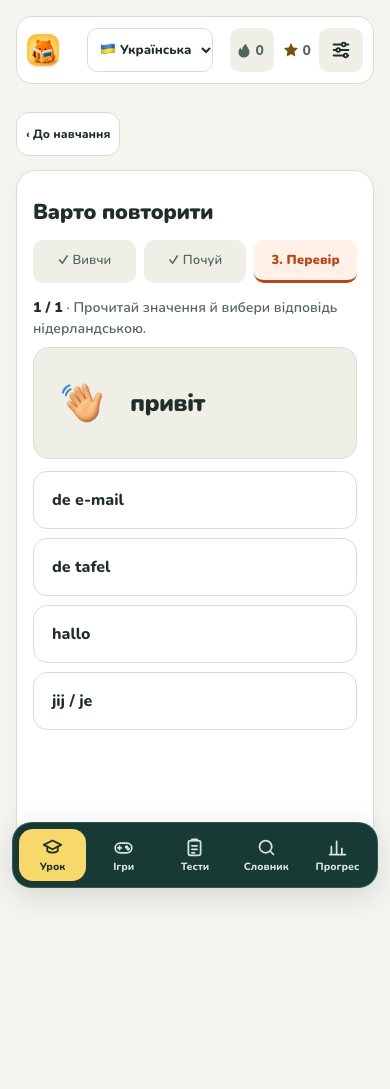 Українська
0
0
‹ До навчання
Варто повторити
✓ Вивчи
✓ Почуй
3. Перевір
1 / 1 · Прочитай значення й вибери відповідь
нідерландською.
привіт
de e-mail
de tafel
hallo
jij / je
Урок
Ігри
Тести
Словник
Прогрес